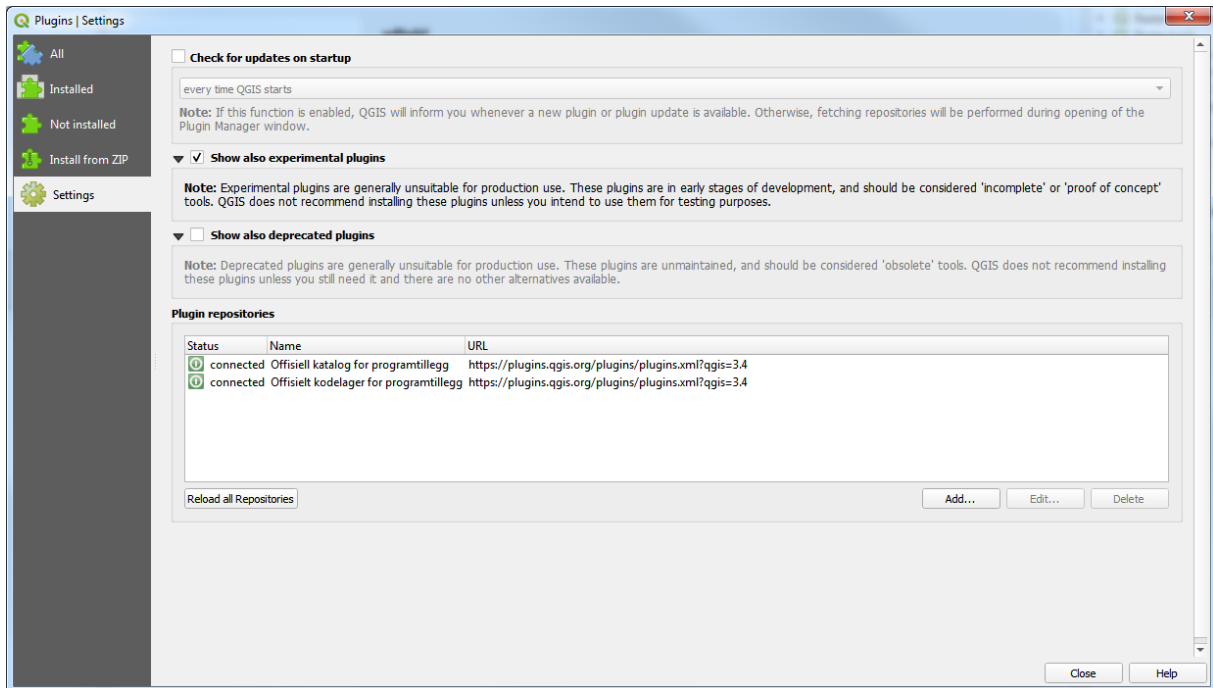 Plugins | Settings
All
Installed
Not installed
Install from ZIP
Settings
Check for updates on startup
every time QGIS starts
Note: If this function is enabled, QGIS will inform you whenever a new plugin or plugin update is available. Otherwise, fetching repositories will be performed during opening of the
Plugin Manager window.
Show also experimental plugins
Note: Experimental plugins are generally unsuitable for production use. These plugins are in early stages of development, and should be considered 'incomplete' or 'proof of concept'
tools. QGIS does not recommend installing these plugins unless you intend to use them for testing purposes.
Show also deprecated plugins
Note: Deprecated plugins are generally unsuitable for production use. These plugins are unmaintained, and should be considered 'obsolete' tools. QGIS does not recommend installing
these plugins unless you still need it and there are no other alternatives available.
Plugin repositories
Status Name URL
connected Offisiell katalog for programtillegg https://plugins.qgis.org/plugins/plugins.xml?qgis=3.4
connected Offisielt kodelager for programtillegg https://plugins.qgis.org/plugins/plugins.xml?qgis=3.4
Reload all Repositories Add... Edit... Delete
Close Help